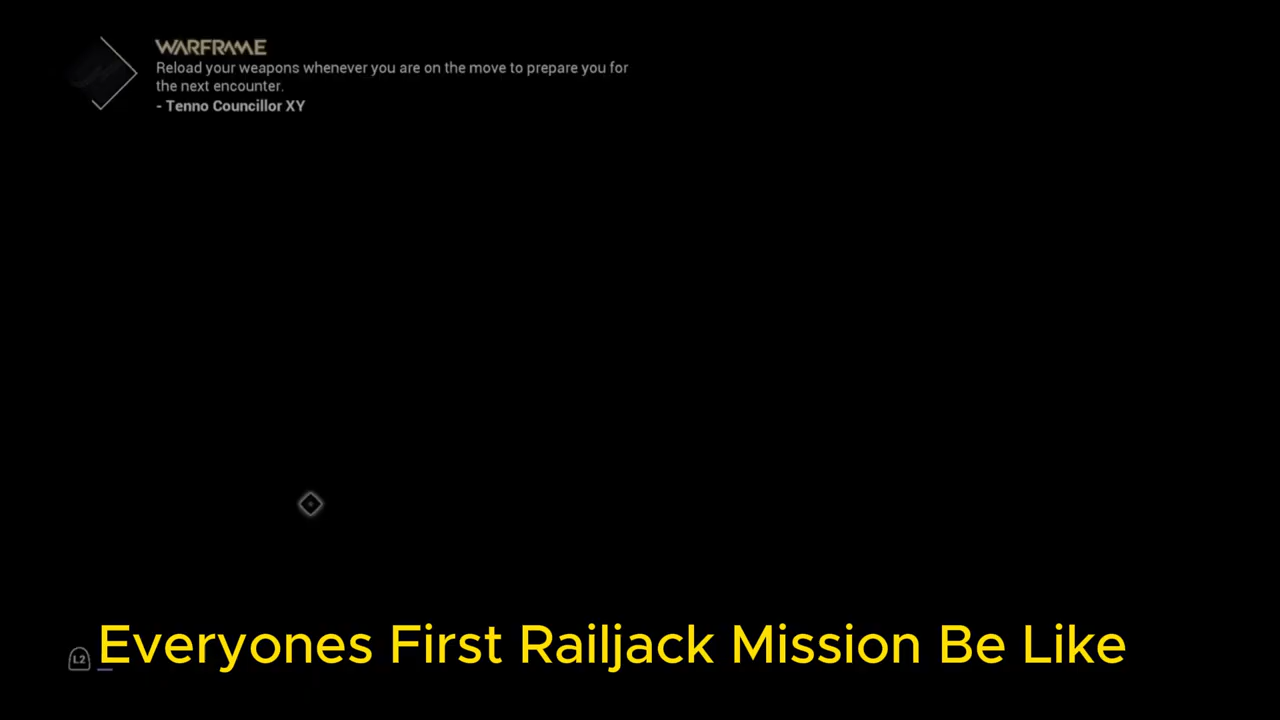 WARFRAME
Reload your weapons whenever you are on the move to prepare you for
the next encounter.
- Tenno Councillor XY
L2
Everyones First Railjack Mission Be Like